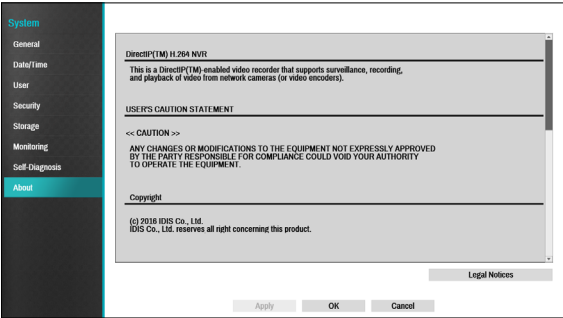 System
General
Date/Time
User
Security
Storage
Monitoring
Self-Diagnosis
About
DirectIP(TM) H.264 NVR
This is a DirectIP(TM)-enabled video recorder that supports surveillance, recording,
and playback of video from network cameras (or video encoders).
USER'S CAUTION STATEMENT
<< CAUTION >>
ANY CHANGES OR MODIFICATIONS TO THE EQUIPMENT NOT EXPRESSLY APPROVED
BY THE PARTY RESPONSIBLE FOR COMPLIANCE COULD VOID YOUR AUTHORITY
TO OPERATE THE EQUIPMENT.
Copyright
(c) 2016 IDIS Co., Ltd.
IDIS Co., Ltd. reserves all right concerning this product.
Legal Notices
Apply OK Cancel